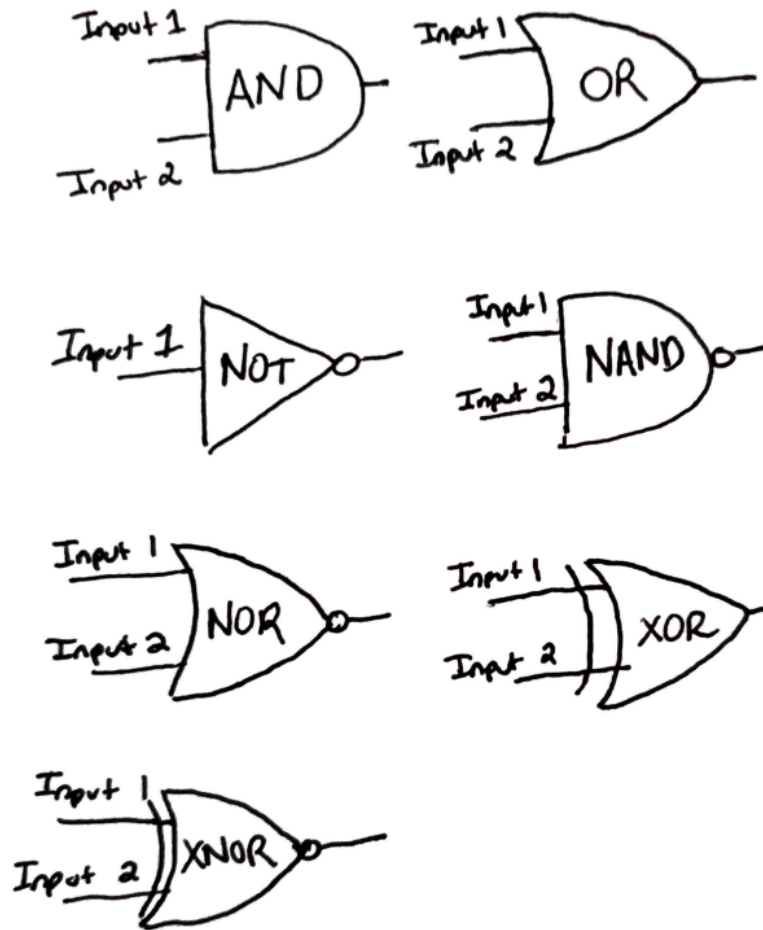 Input 1
AND
Input 2
Input 1
OR
Input 2
Input 1
NOT
Input 1
NAND
Input 2
Input 1
NOR
Input 2
Input 1
XOR
Input 2
Input 1
XNOR
Input 2